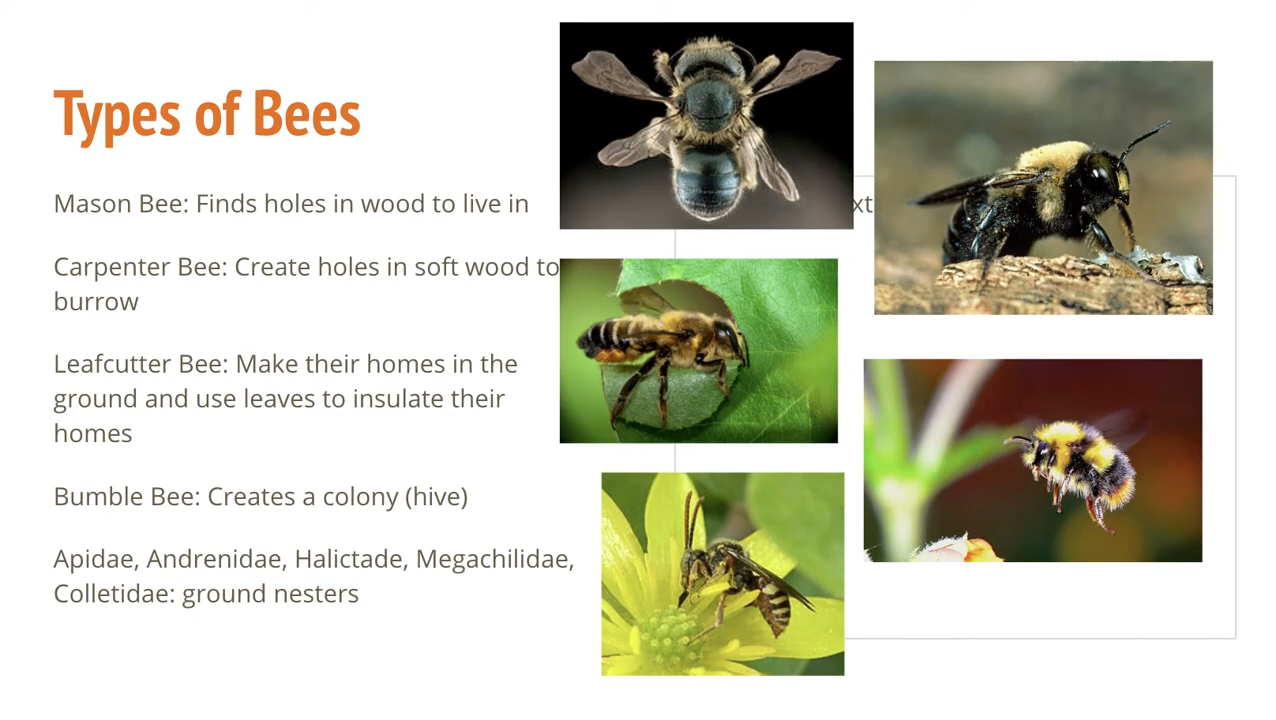 Types of Bees
Mason Bee: Finds holes in wood to live in
Carpenter Bee: Create holes in soft wood to
burrow
Leafcutter Bee: Make their homes in the
ground and use leaves to insulate their
homes
Bumble Bee: Creates a colony (hive)
Apidae, Andrenidae, Halictade, Megachilidae,
Colletidae: ground nesters